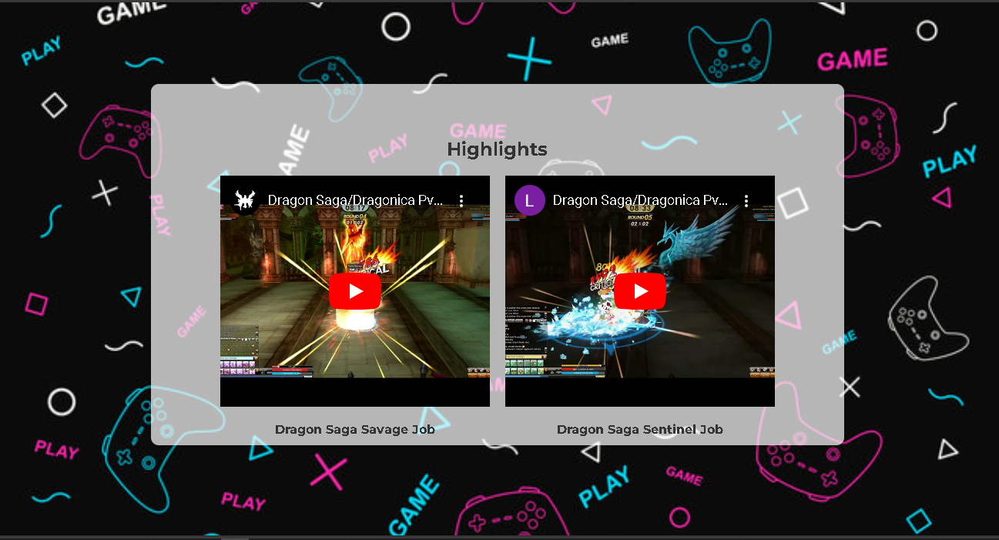 GAME
PLAY
GAME
GAME
GAME
PLAY
GAME
PLAY
Highlights
PLAY
Dragon Saga/Dragonica Pv...
08:17
ROUND 04
01:02
L
Dragon Saga/Dragonica Pv...
08:33
ROUND 05
02:02
GAME
GAME
Dragon Saga Savage Job
Dragon Saga Sentinel Job
PLAY
PLAY
GAME
PLAY
GAME